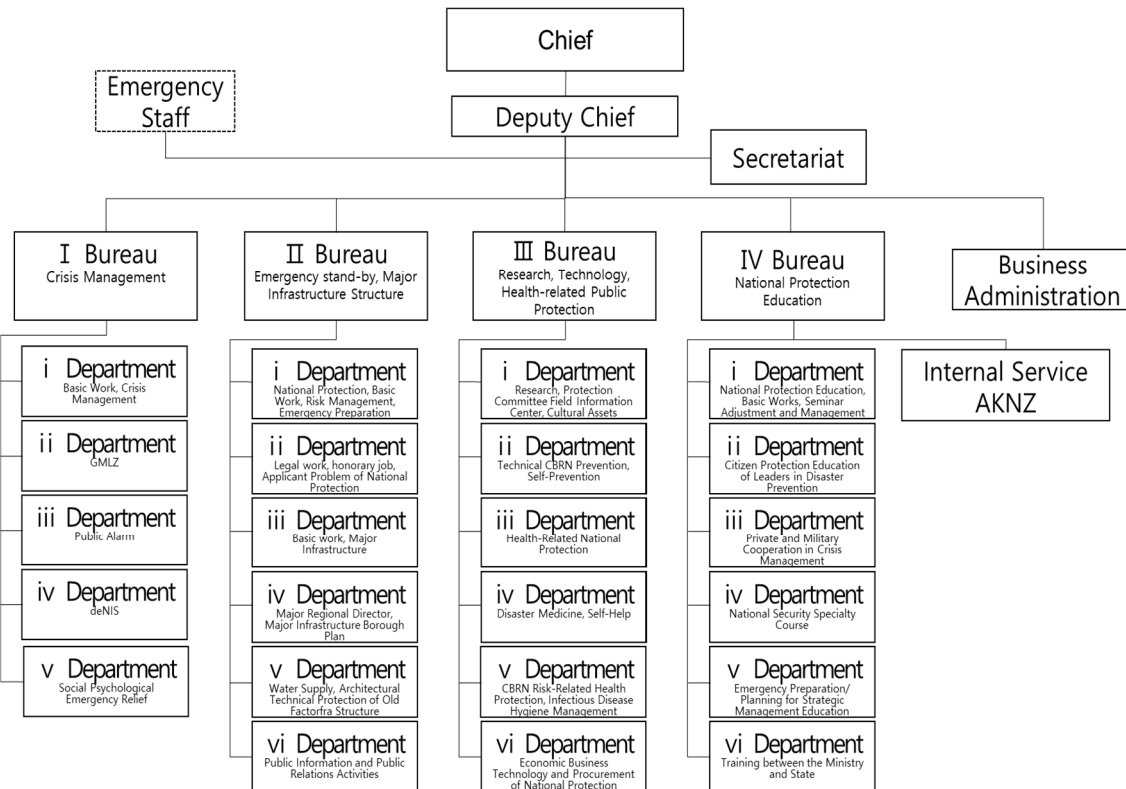 Chief
Emergency
Staff
Deputy Chief
Secretariat
Ⅰ Bureau
Crisis Management
Ⅱ Bureau
Emergency stand-by, Major
Infrastructure Structure
Ⅲ Bureau
Research, Technology,
Health-related Public
Protection
Ⅳ Bureau
National Protection
Education
Business
Administration
ⅰ Department
Basic Work, Crisis
Management
ⅱ Department
GMLZ
ⅲ Department
Public Alarm
ⅳ Department
deNIS
ⅴ Department
Social Psychological
Emergency Relief
ⅰ Department
National Protection, Basic
Work, Risk Management,
Emergency Preparation
ⅱ Department
Legal work, honorary job,
Applicant Problem of National
Protection
ⅲ Department
Basic work, Major
Infrastructure
ⅳ Department
Major Regional Director,
Major Infrastructure Borough
Plan
ⅴ Department
Water Supply, Architectural
Technical Protection of Old
Factorfra Structure
ⅵ Department
Public Information and Public
Relations Activities
ⅰ Department
Research, Protection
Committee Field Information
Center, Cultural Assets
ⅱ Department
Technical CBRN Prevention,
Self-Prevention
ⅲ Department
Health-Related National
Protection
ⅳ Department
Disaster Medicine, Self-Help
ⅴ Department
CBRN Risk-Related Health
Protection, Infectious Disease
Hygiene Management
ⅵ Department
Economic Business
Technology and Procurement
of National Protection
ⅰ Department
National Protection Education,
Basic Works, Seminar
Adjustment and Management
ⅱ Department
Citizen Protection Education
of Leaders in Disaster
Prevention
ⅲ Department
Private and Military
Cooperation in Crisis
Management
ⅳ Department
National Security Specialty
Course
ⅴ Department
Emergency Preparation/
Planning for Strategic
Management Education
ⅵ Department
Training between the Ministry
and State
Internal Service
AKNZ